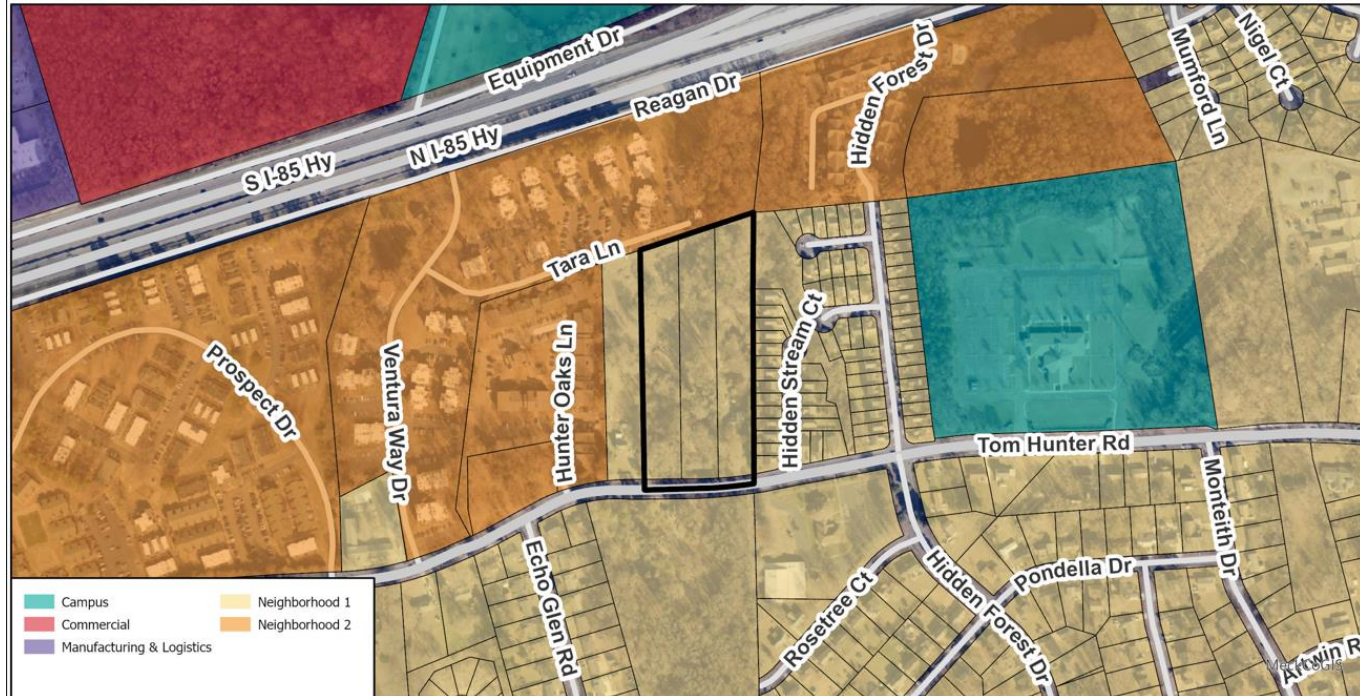 Equipment Dr
Nigel Ct
Mumford Ln
Hidden Forest Dr
Reagan Dr
N I-85 Hy
S I-85 Hy
Tara Ln
Hidden Stream Ct
Hunter Oaks Ln
Ventura Way Dr
Prospect Dr
Tom Hunter Rd
Monteith Dr
Echo Glen Rd
Rosetree Ct
Hidden Forest Dr
Pondella Dr
Campus
Commercial
Manufacturing & Logistics
Neighborhood 1
Neighborhood 2